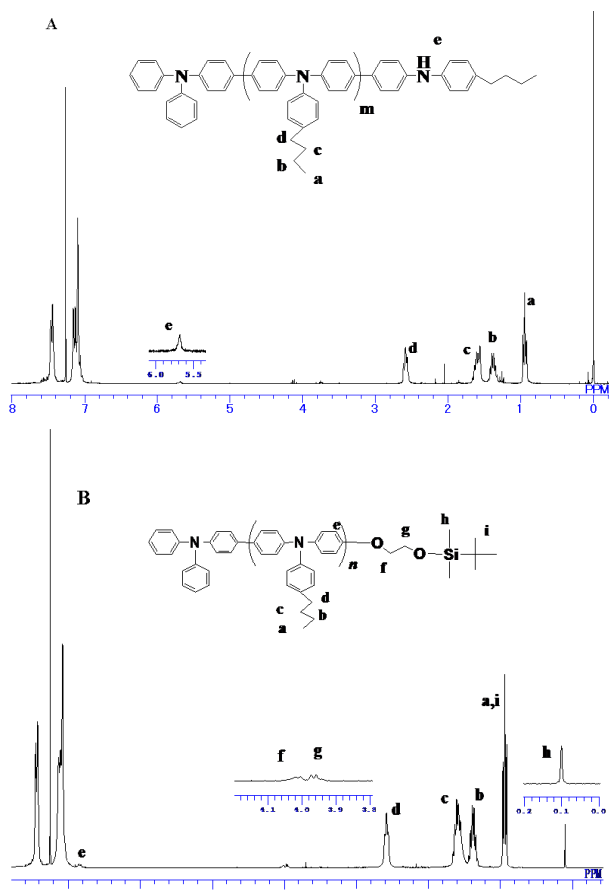 A
e
H
N N N
m
d
c
b
a
a
e
d
c
b
6.0 5.5
8 7 6 5 4 3 2 1 0
PPM
B
h
e
g
i
N N O O Si
n
f
c d
a b
a,i
f g
h
c
d
b
4.1 4.0 3.9 3.8
0.2 0.1 0.0
e
PPM